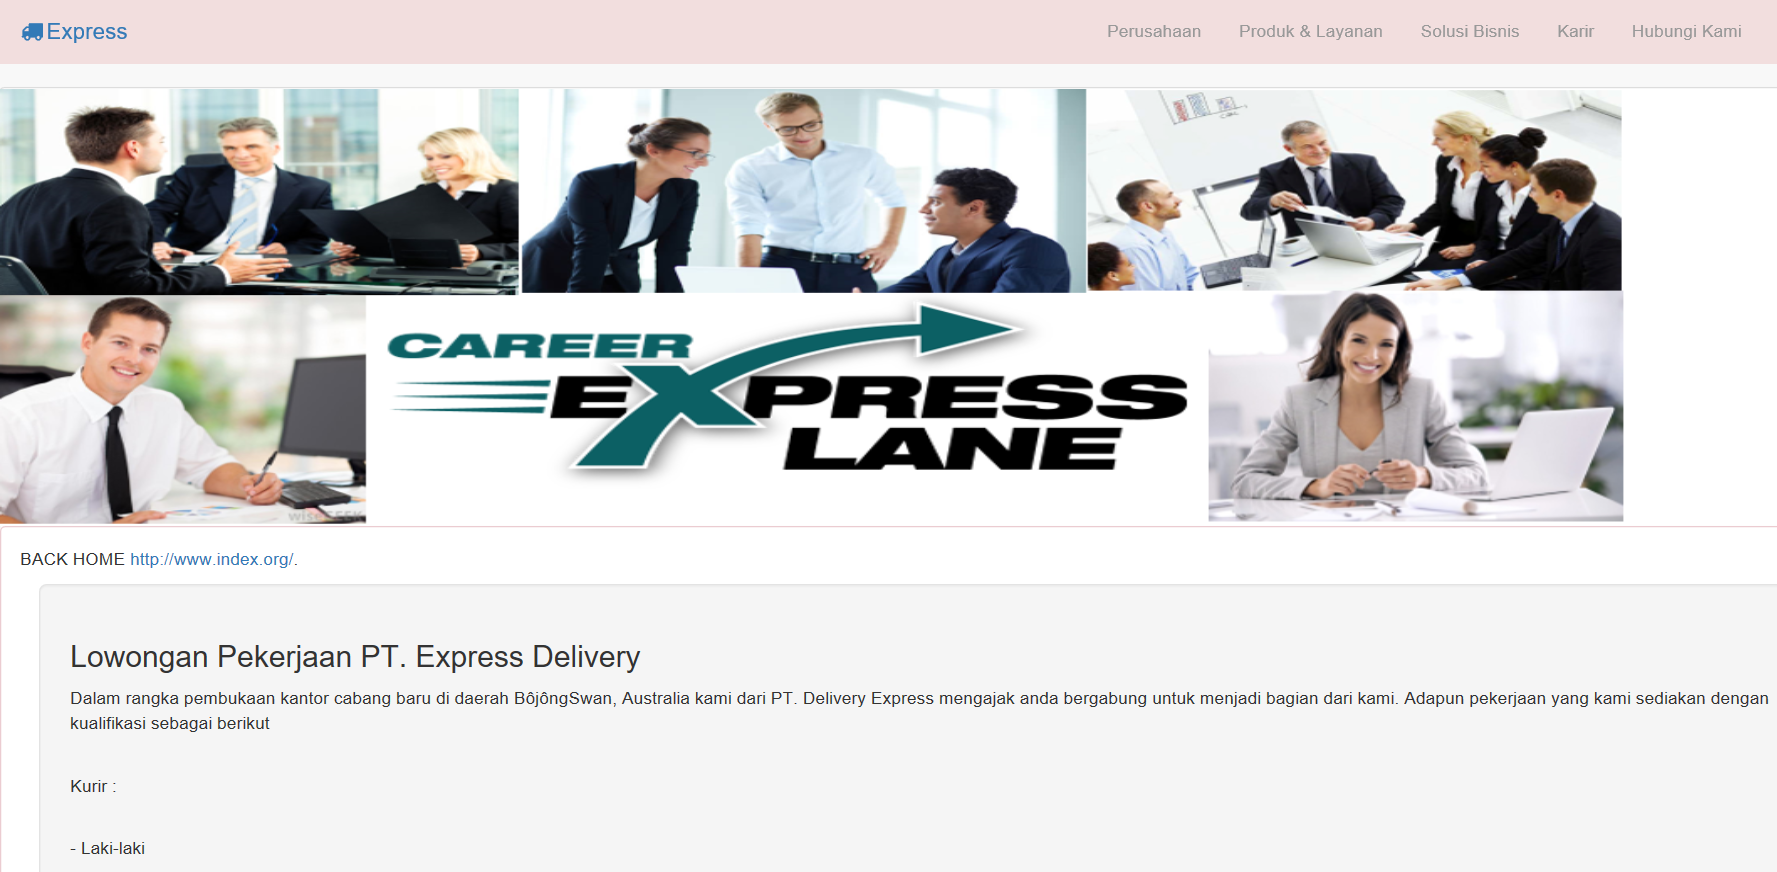 Express
Perusahaan Produk & Layanan Solusi Bisnis Karir Hubungi Kami
CAREER
EXPRESS
LANE
BACK HOME http://www.index.org/.
Lowongan Pekerjaan PT. Express Delivery
Dalam rangka pembukaan kantor cabang baru di daerah BôjôngSwan, Australia kami dari PT. Delivery Express mengajak anda bergabung untuk menjadi bagian dari kami. Adapun pekerjaan yang kami sediakan dengan
kualifikasi sebagai berikut
Kurir :
- Laki-laki